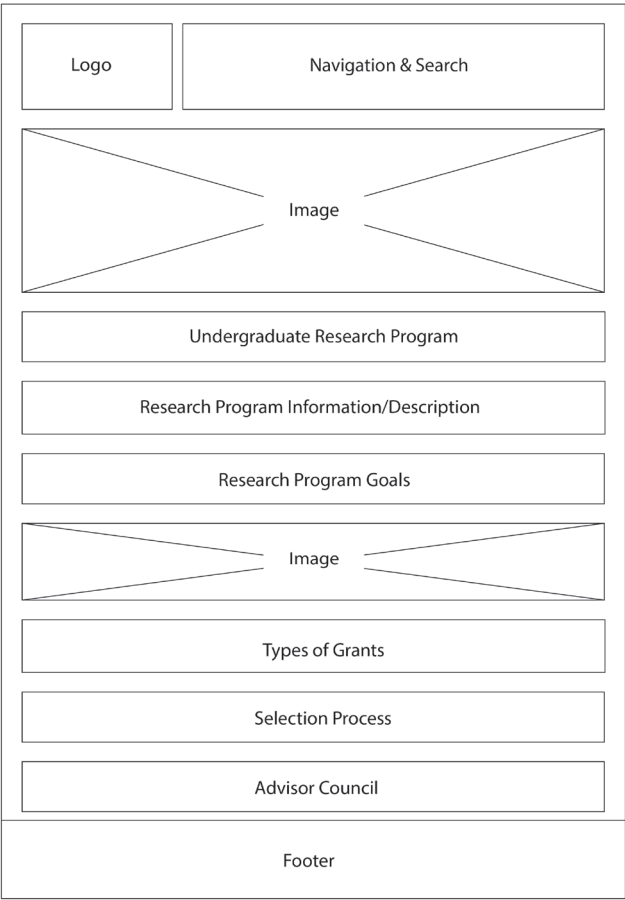 Logo
Navigation & Search
Image
Undergraduate Research Program
Research Program Information/Description
Research Program Goals
Image
Types of Grants
Selection Process
Advisor Council
Footer